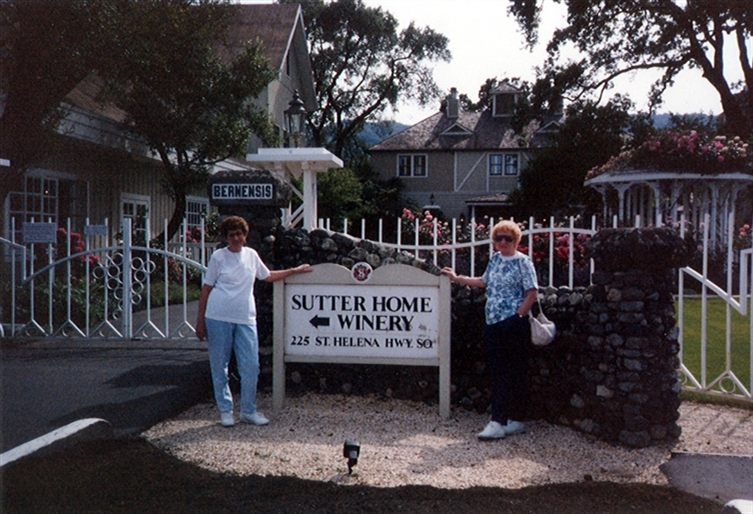 BERNENSIS
SUTTER HOME
WINERY
225 ST. HELENA HWY. SO.